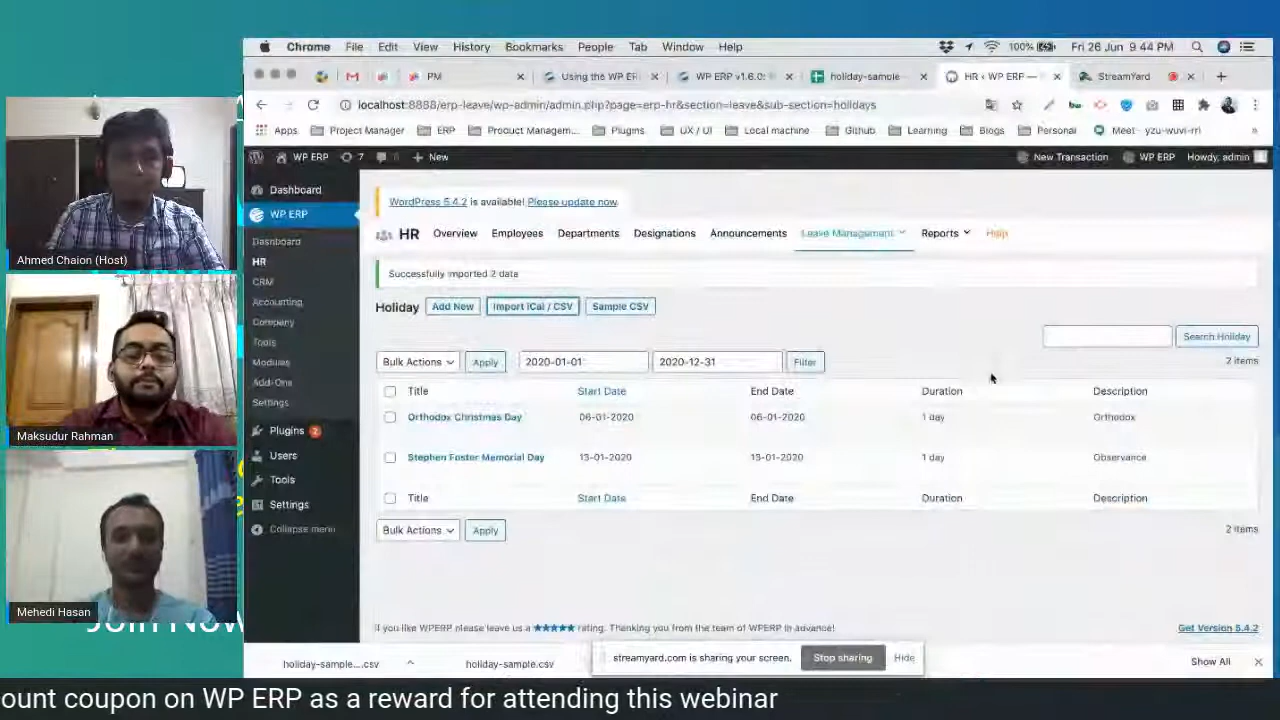 Chrome File Edit View History Bookmarks People Tab Window Help 100% Fri 26 Jun 9:44 PM
PM Using the WP ER WP ERP v1.6.0: holiday-sample HR ‹ WP ERP — StreamYard
localhost:8888/erp-leave/wp-admin/admin.php?page=erp-hr&section=leave&sub-section=holidays
Apps Project Manager ERP Product Managem... Plugins UX / UI Local machine Github Learning Blogs Personal Meet - yzu-wuvi-rri »
WP ERP 7 New New Transaction WP ERP Howdy, admin
Dashboard
WP ERP
Dashboard
HR
CRM
Accounting
Company
Tools
Modules
Add-Ons
Settings
Plugins 2
Users
Tools
Settings
Collapse menu
WordPress 5.4.2 is available! Please update now.
HR Overview Employees Departments Designations Announcements Leave Management Reports Help
Successfully imported 2 data
Holiday Add New Import iCal / CSV Sample CSV
Search Holiday
Bulk Actions Apply 2020-01-01 2020-12-31 Filter 2 items
Title Start Date End Date Duration Description
Orthodox Christmas Day 06-01-2020 06-01-2020 1 day Orthodox
Stephen Foster Memorial Day 13-01-2020 13-01-2020 1 day Observance
Title Start Date End Date Duration Description
Bulk Actions Apply 2 items
If you like WPERP please leave us a ★★★★★ rating. Thanking you from the team of WPERP in advance!
Get Version 5.4.2
holiday-sample....csv holiday-sample.csv streamyard.com is sharing your screen. Stop sharing Hide Show All
Ahmed Chaion (Host)
Maksudur Rahman
Mehedi Hasan
Join Now
ount coupon on WP ERP as a reward for attending this webinar